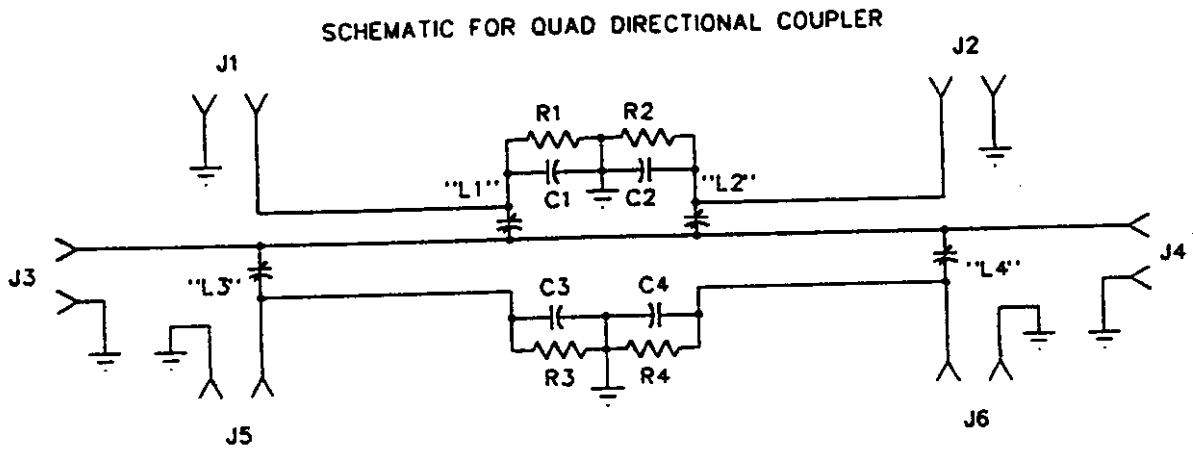 SCHEMATIC FOR QUAD DIRECTIONAL COUPLER
J1
J2
R1
R2
"L1"
C1
C2
"L2"
J3
"L3"
C3
C4
"L4"
J4
R3
R4
J5
J6